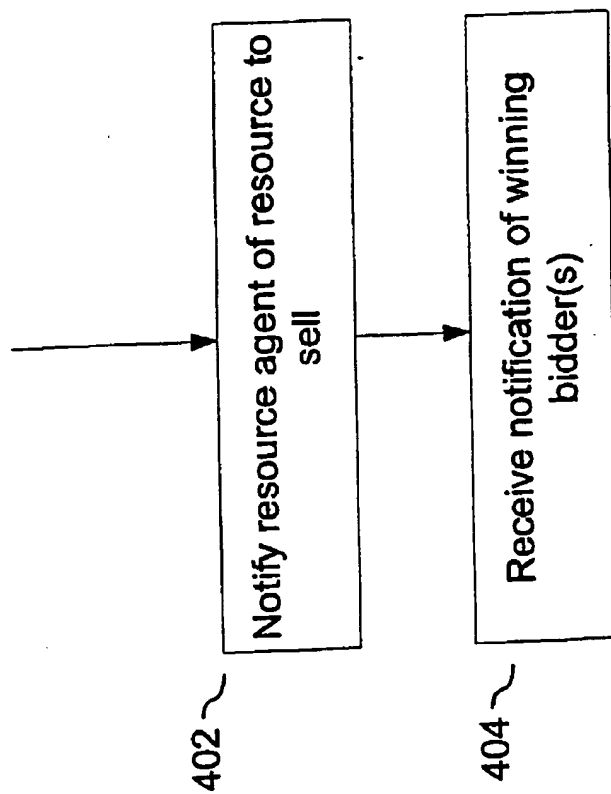 402
Notify resource agent of resource to
sell
404
Receive notification of winning
bidder(s)